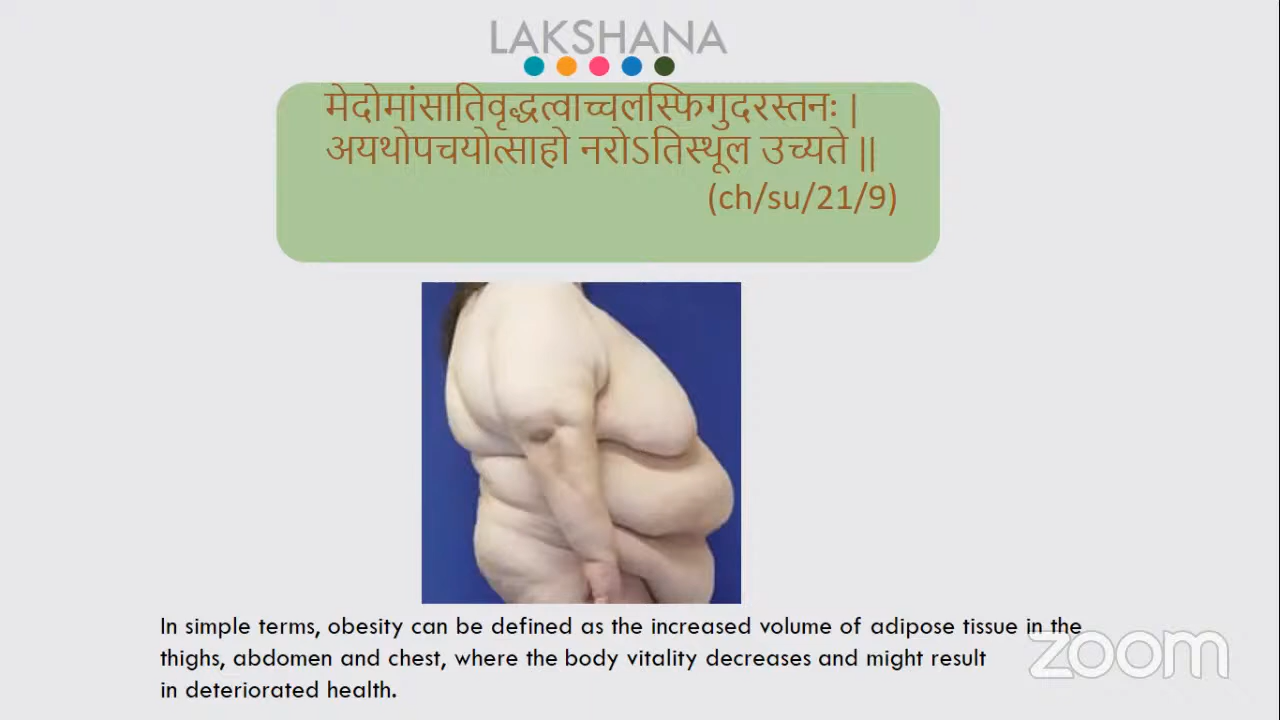 LAKSHANA
मेदोमांसातिवृद्धत्वाच्चलस्फिगुदरस्तनः |
अयथोपचयोत्साहो नरोऽतिस्थूल उच्यते ||
(ch/su/21/9)
In simple terms, obesity can be defined as the increased volume of adipose tissue in the
thighs, abdomen and chest, where the body vitality decreases and might result
in deteriorated health.
zoom